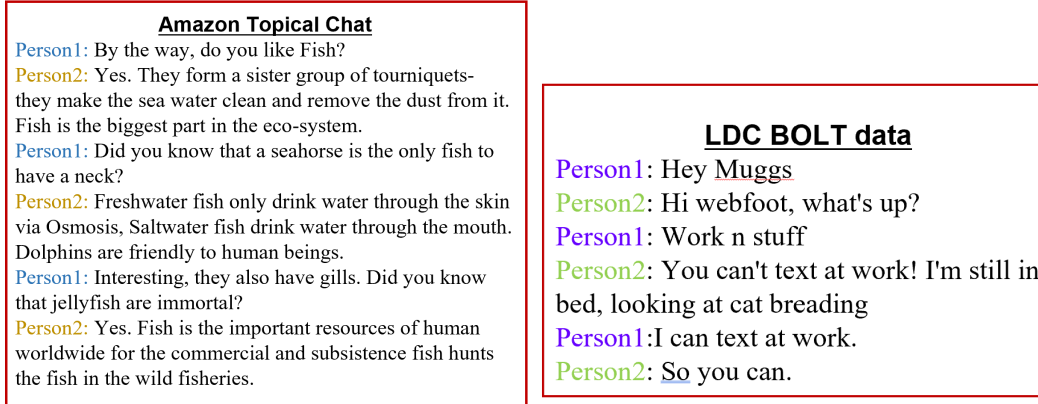 Amazon Topical Chat
Person1: By the way, do you like Fish?
Person2: Yes. They form a sister group of tourniquets-
they make the sea water clean and remove the dust from it.
Fish is the biggest part in the eco-system.
Person1: Did you know that a seahorse is the only fish to
have a neck?
Person2: Freshwater fish only drink water through the skin
via Osmosis, Saltwater fish drink water through the mouth.
Dolphins are friendly to human beings.
Person1: Interesting, they also have gills. Did you know
that jellyfish are immortal?
Person2: Yes. Fish is the important resources of human
worldwide for the commercial and subsistence fish hunts
the fish in the wild fisheries.
LDC BOLT data
Person1: Hey Muggs
Person2: Hi webfoot, what's up?
Person1: Work n stuff
Person2: You can't text at work! I'm still in
bed, looking at cat breading
Person1:I can text at work.
Person2: So you can.